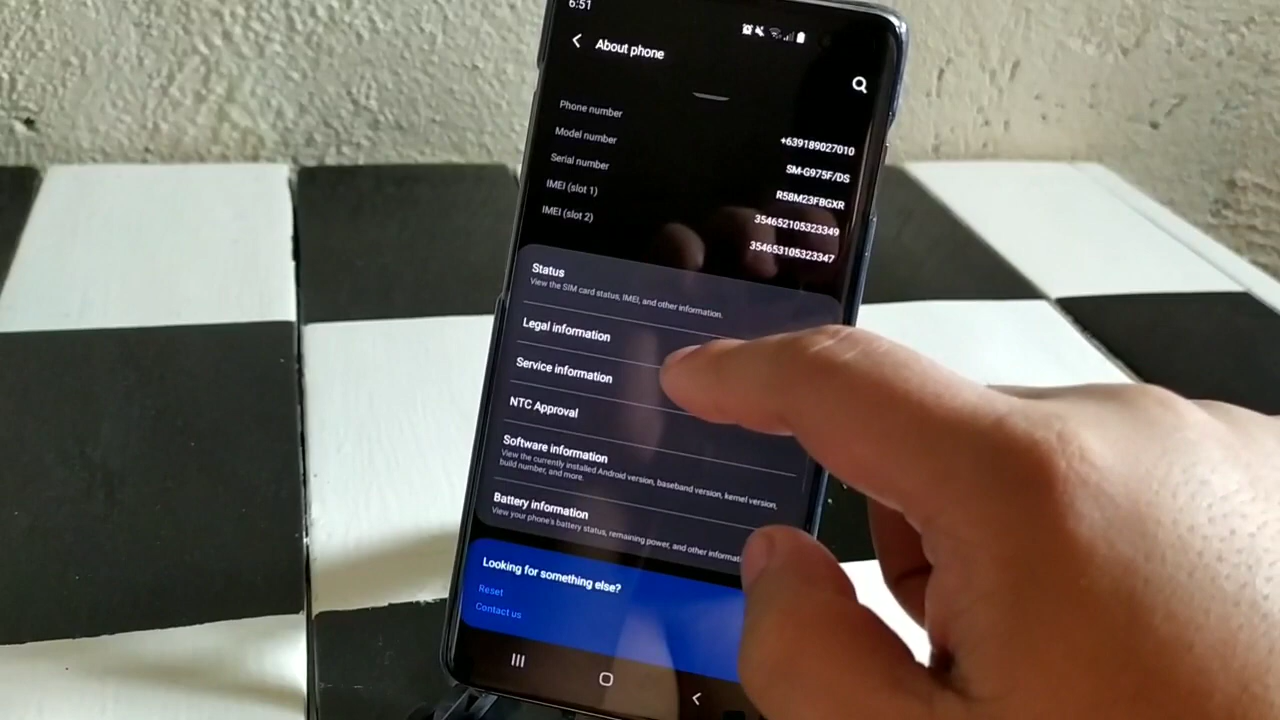 6:51
About phone
Phone number
+639189027010
Model number
SM-G975F/DS
Serial number
R58M23FBGXR
IMEI (slot 1)
354652105323349
IMEI (slot 2)
354653105323347
Status
View the SIM card status, IMEI, and other information.
Legal information
Service information
NTC Approval
Software information
View the currently installed Android version, baseband version, kernel version,
build number, and more.
Battery information
View your phone's battery status, remaining power, and other informat
Looking for something else?
Reset
Contact us